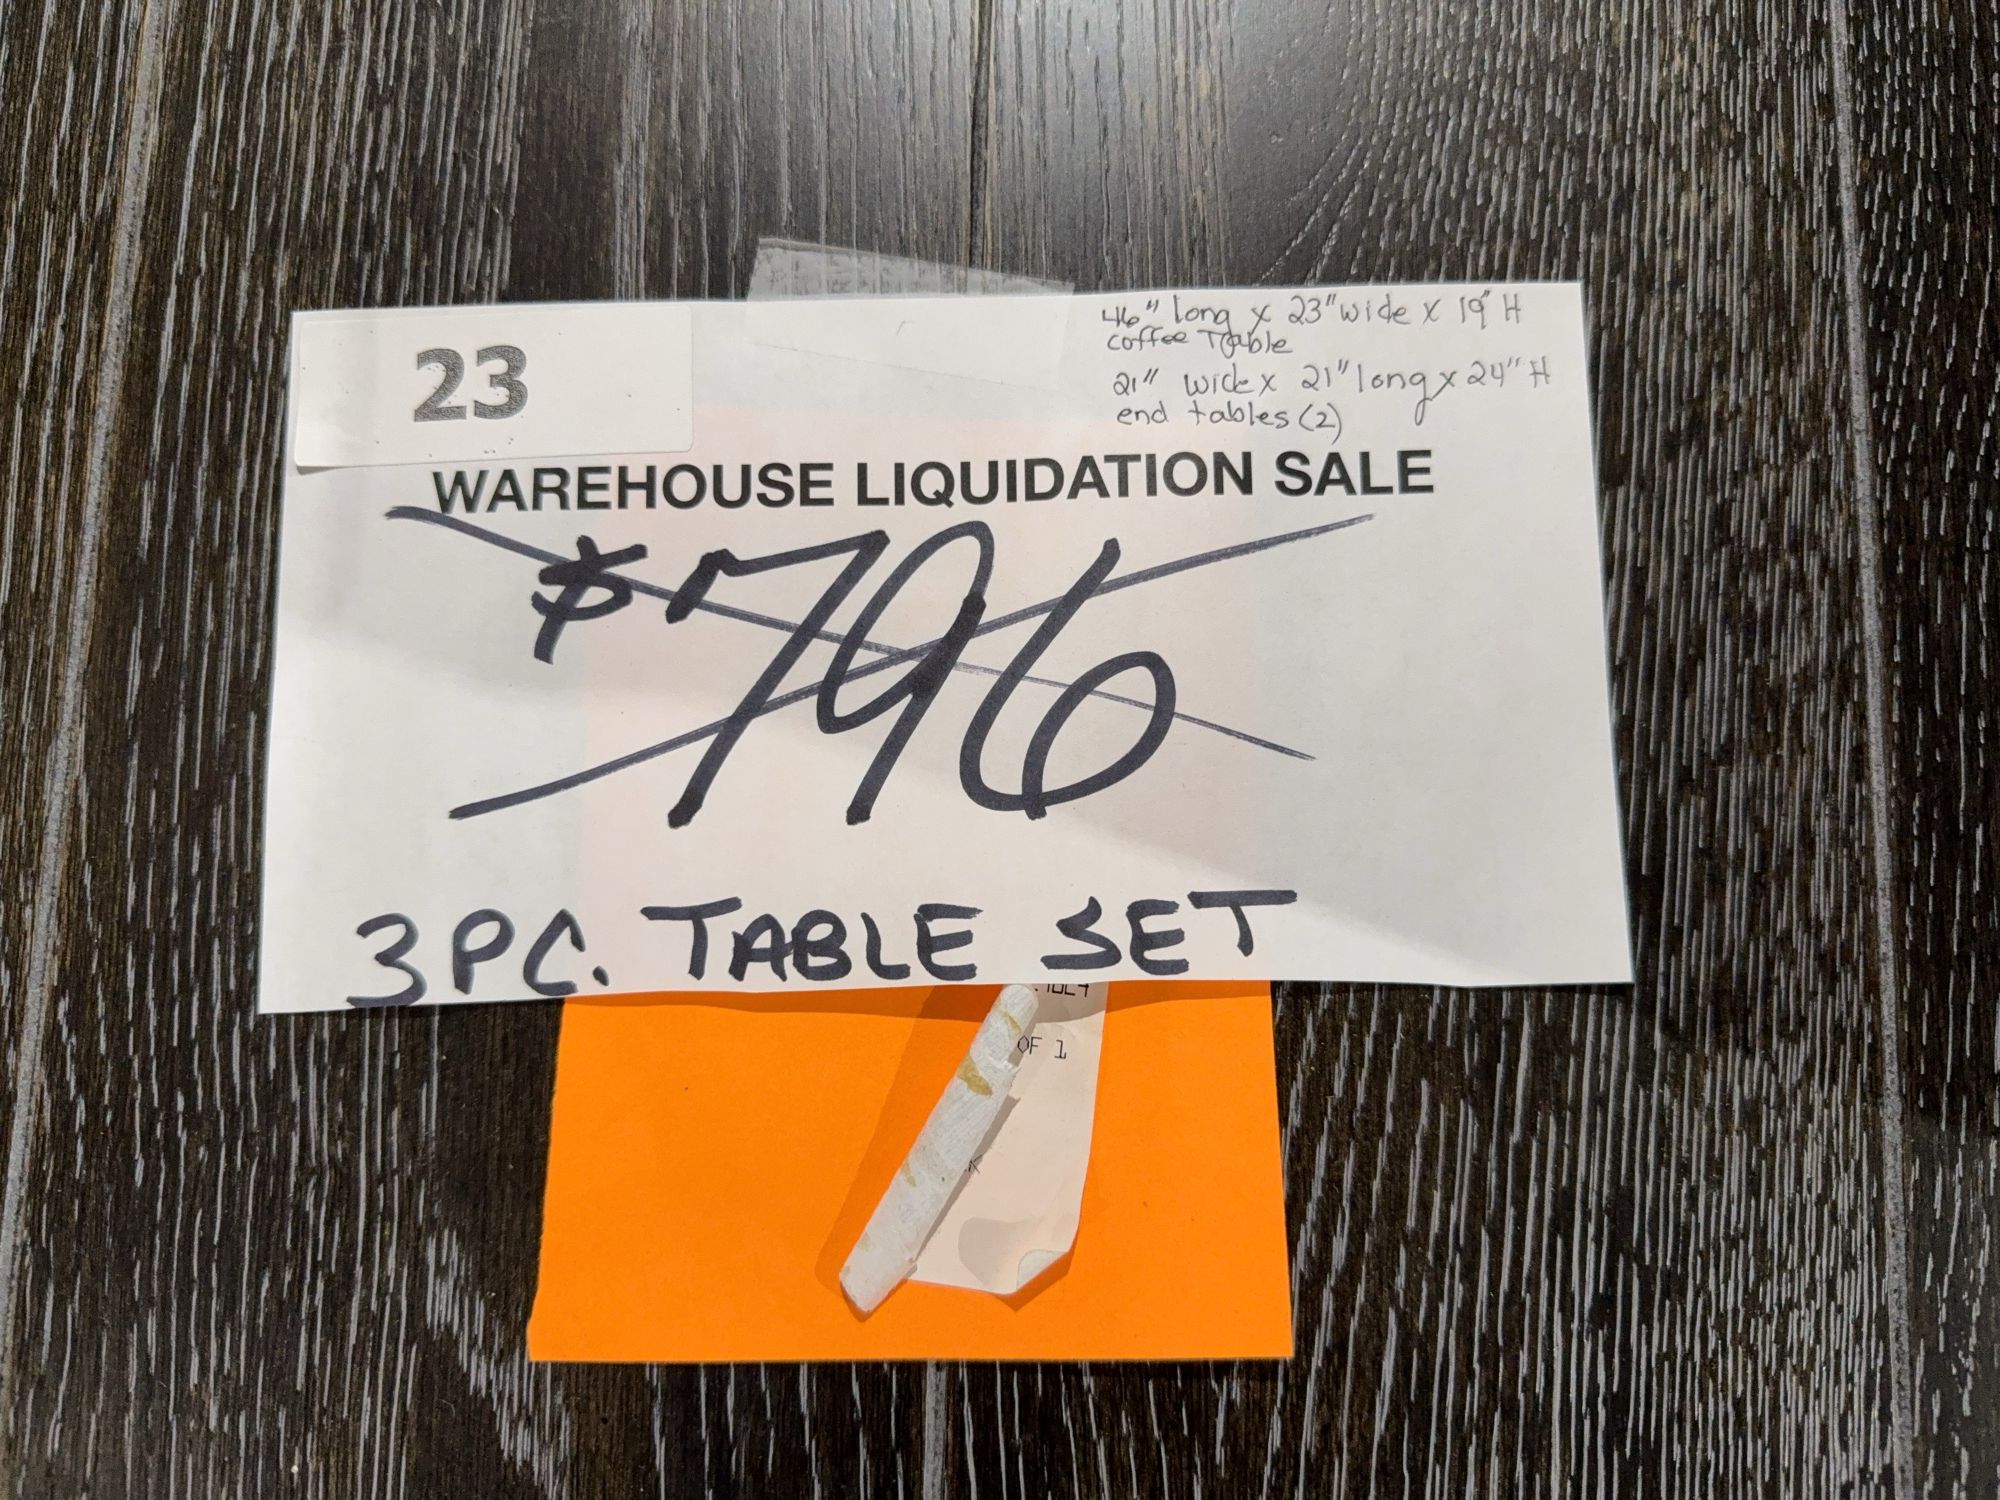 23
46" long x 23" wide x 19" H
coffee Table
21" wide x 21" long x 24" H
end tables (2)
WAREHOUSE LIQUIDATION SALE
$796
3PC. TABLE SET
OF 1